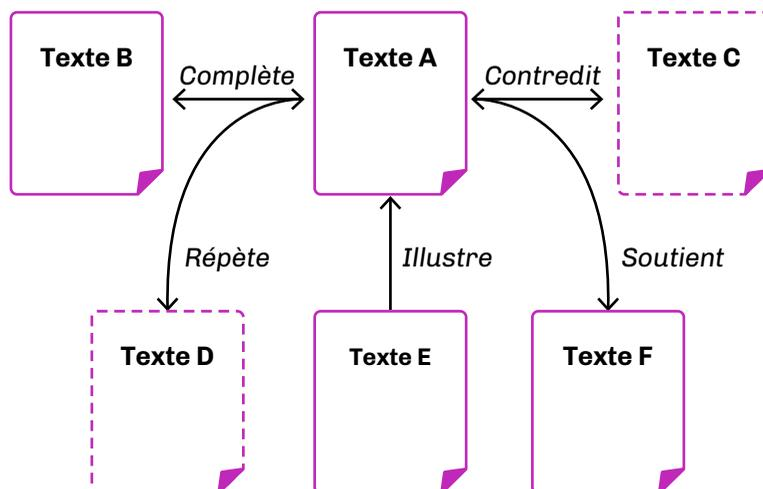 Texte B
Complète
Texte A
Contredit
Texte C
Répète
Illustre
Soutient
Texte D
Texte E
Texte F